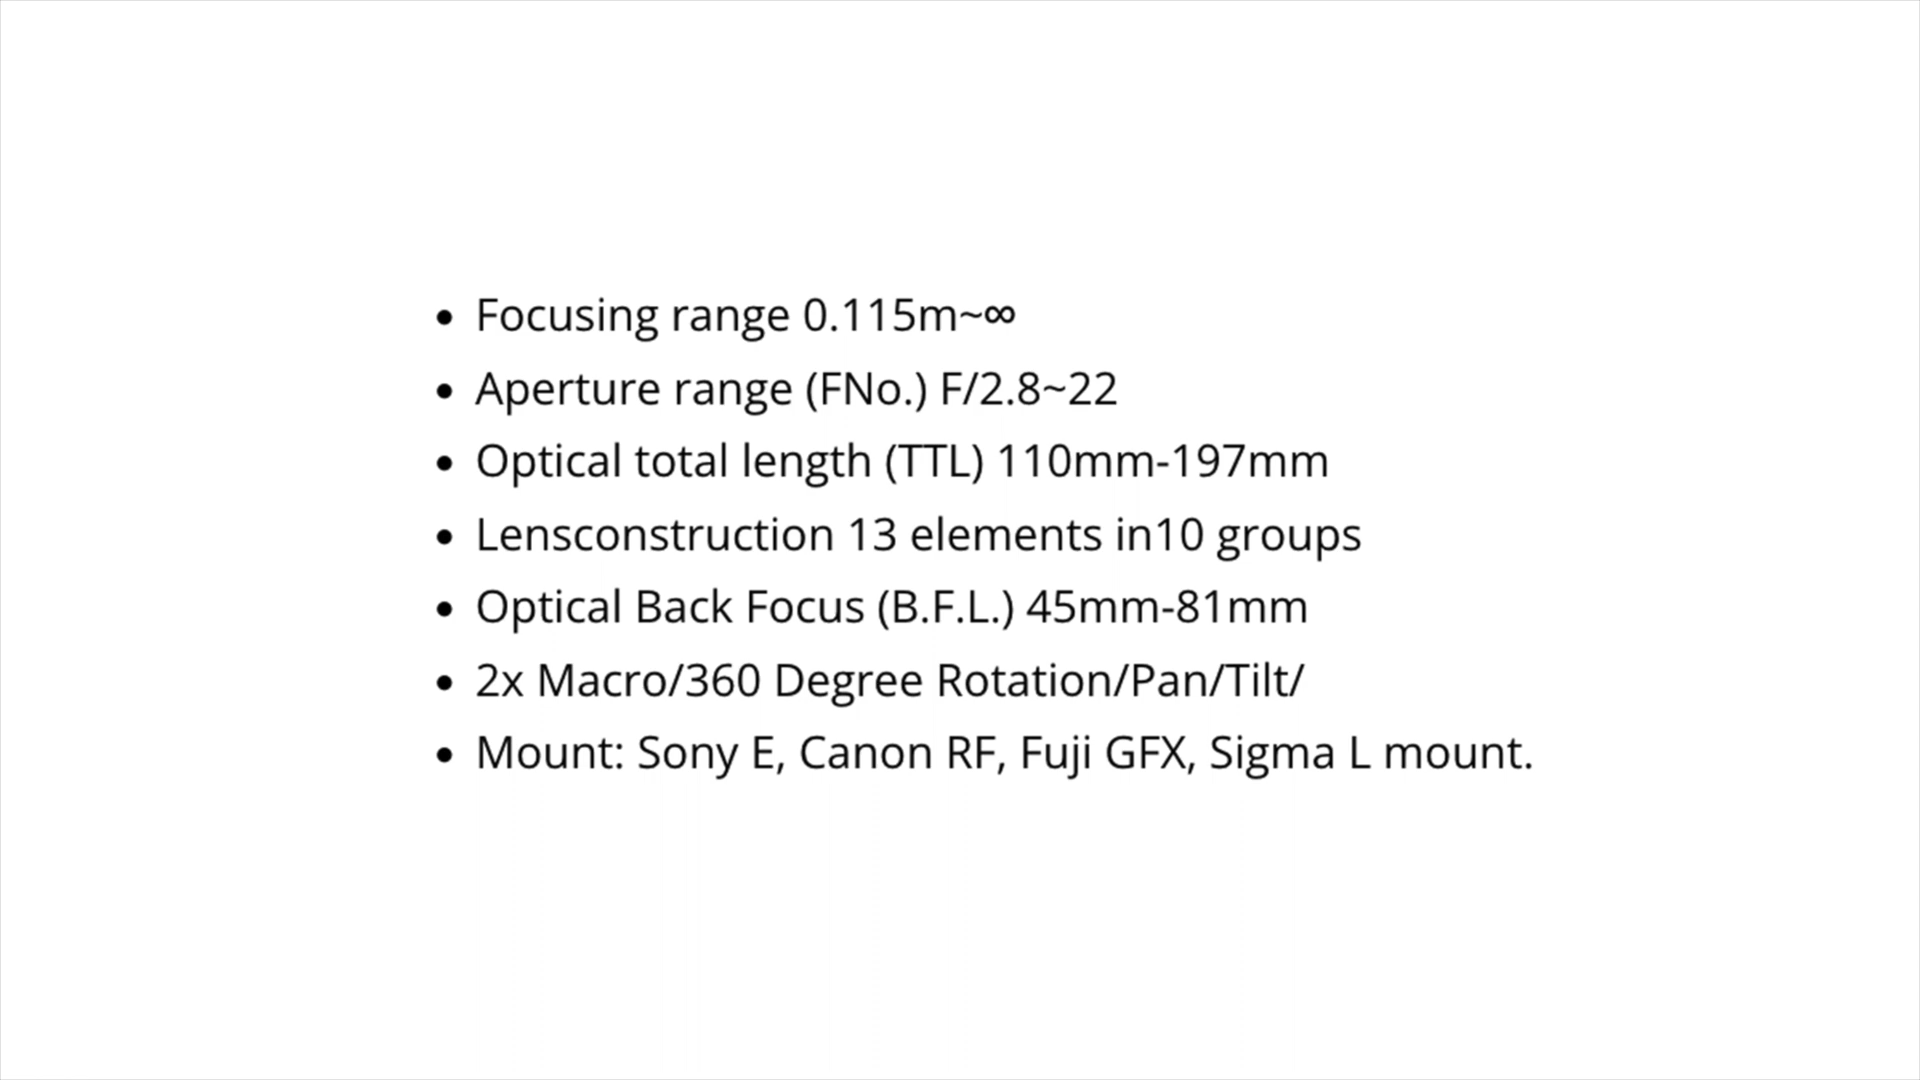 • Focusing range 0.115m~∞
• Aperture range (FNo.) F/2.8~22
• Optical total length (TTL) 110mm-197mm
• Lensconstruction 13 elements in10 groups
• Optical Back Focus (B.F.L.) 45mm-81mm
• 2x Macro/360 Degree Rotation/Pan/Tilt/
• Mount: Sony E, Canon RF, Fuji GFX, Sigma L mount.